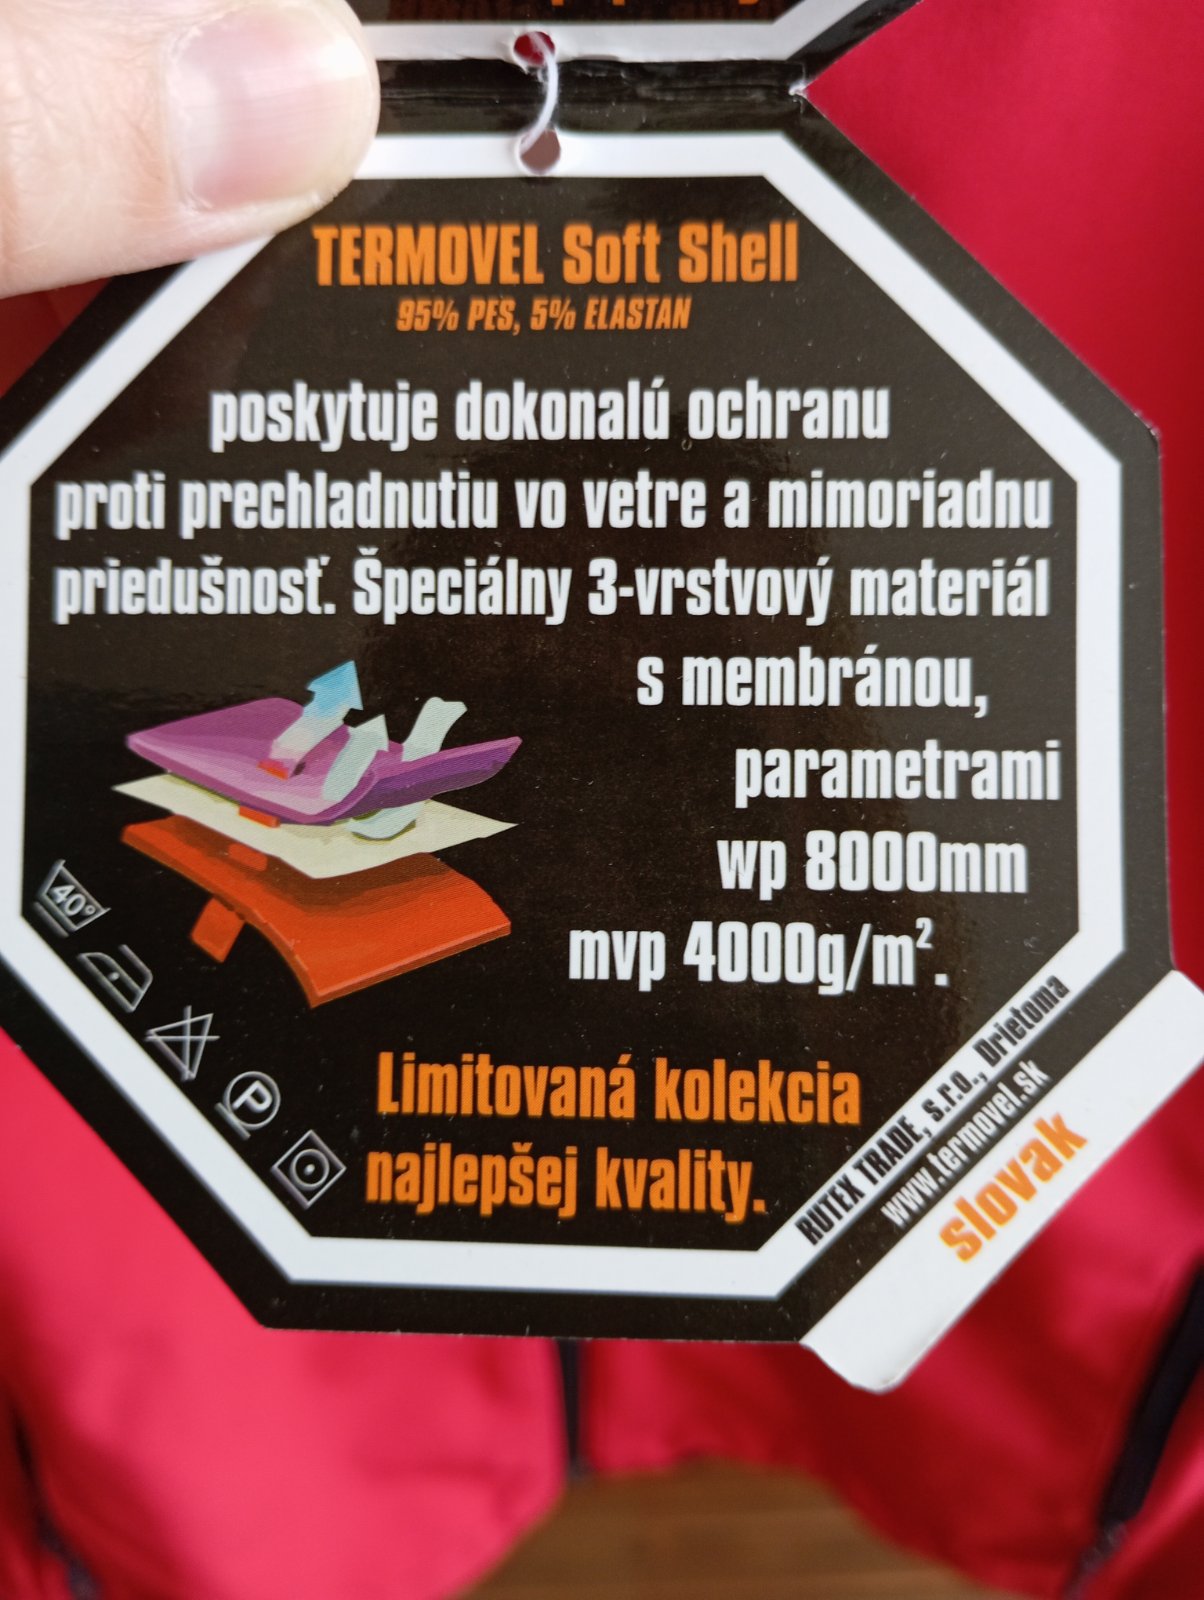 TERMOVEL Soft Shell
95% PES, 5% ELASTAN
poskytuje dokonalú ochranu
proti prechladnutiu vo vetre a mimoriadnu
priedušnosť. Špeciálny 3-vrstvový materiál
s membránou,
parametrami
wp 8000mm
mvp 4000g/m².
40°
P
Limitovaná kolekcia
najlepšej kvality.
RUTEX TRADE, s.r.o., Drietoma
www.termovel.sk
slovak